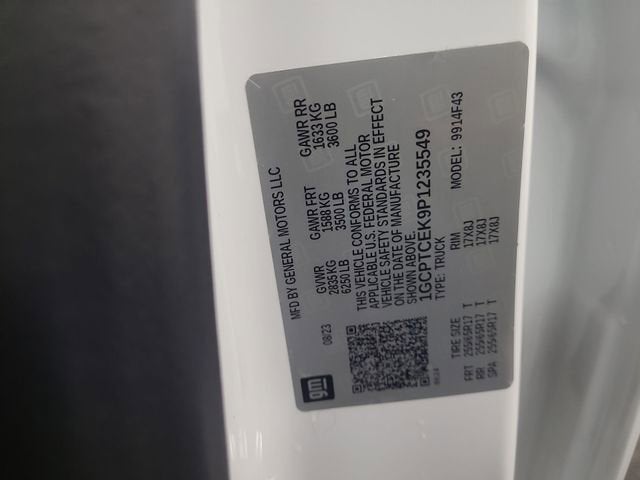 gm
MFD BY GENERAL MOTORS LLC
08/23
GVWR
2835 KG
6250 LB
GAWR FRT
1588 KG
3500 LB
GAWR RR
1633 KG
3600 LB
THIS VEHICLE CONFORMS TO ALL
APPLICABLE U.S. FEDERAL MOTOR
VEHICLE SAFETY STANDARDS IN EFFECT
ON THE DATE OF MANUFACTURE
SHOWN ABOVE.
1GCPTCEK9P1235549
TYPE: TRUCK
MODEL: 9914F43
TIRE SIZE RIM
FRT 255/65R17 T 17X8J
RR 255/65R17 T 17X8J
SPA 255/65R17 T 17X8J